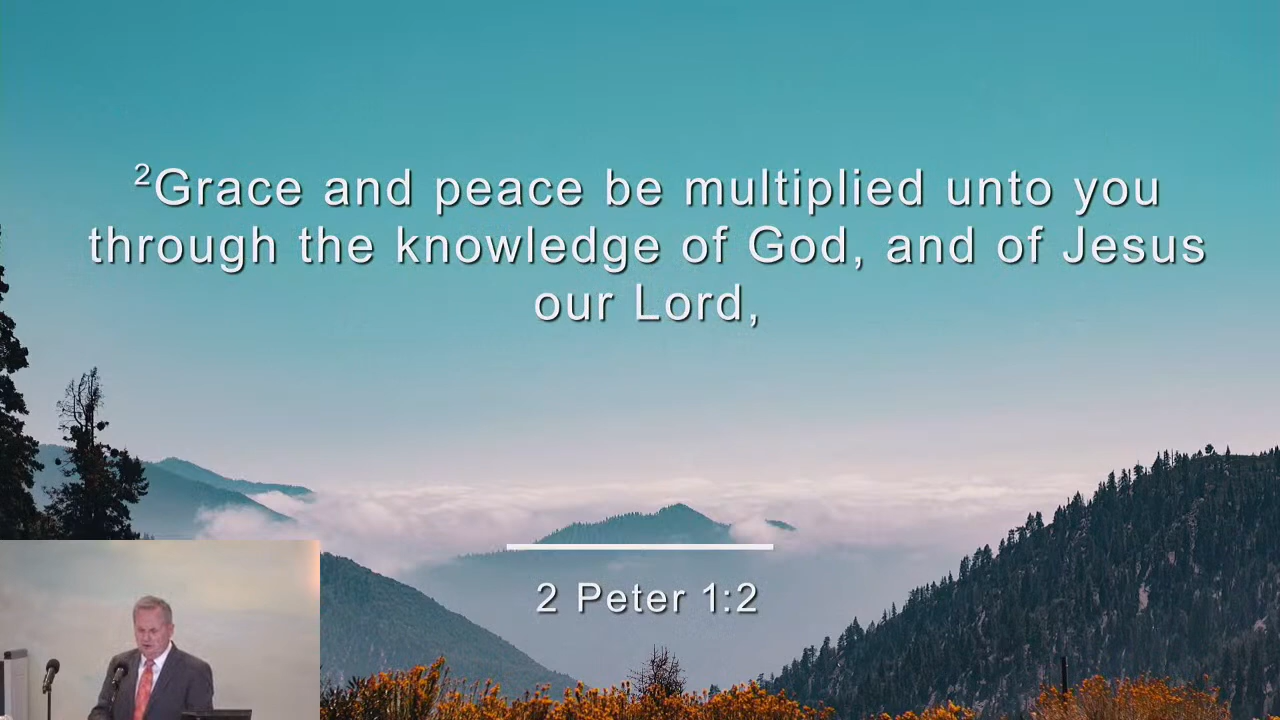 ²Grace and peace be multiplied unto you
through the knowledge of God, and of Jesus
our Lord,
2 Peter 1:2